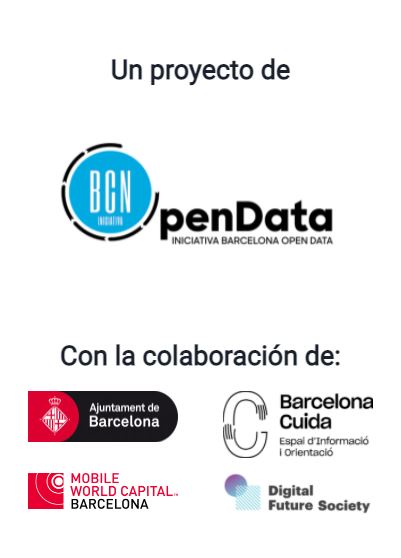 Un proyecto de
BCN
INICIATIVA
penData
INICIATIVA BARCELONA OPEN DATA
Con la colaboración de:
Ajuntament de
Barcelona
Barcelona
Cuida
Espai d'Informació
i Orientació
MOBILE
WORLD CAPITAL™
BARCELONA
Digital
Future Society